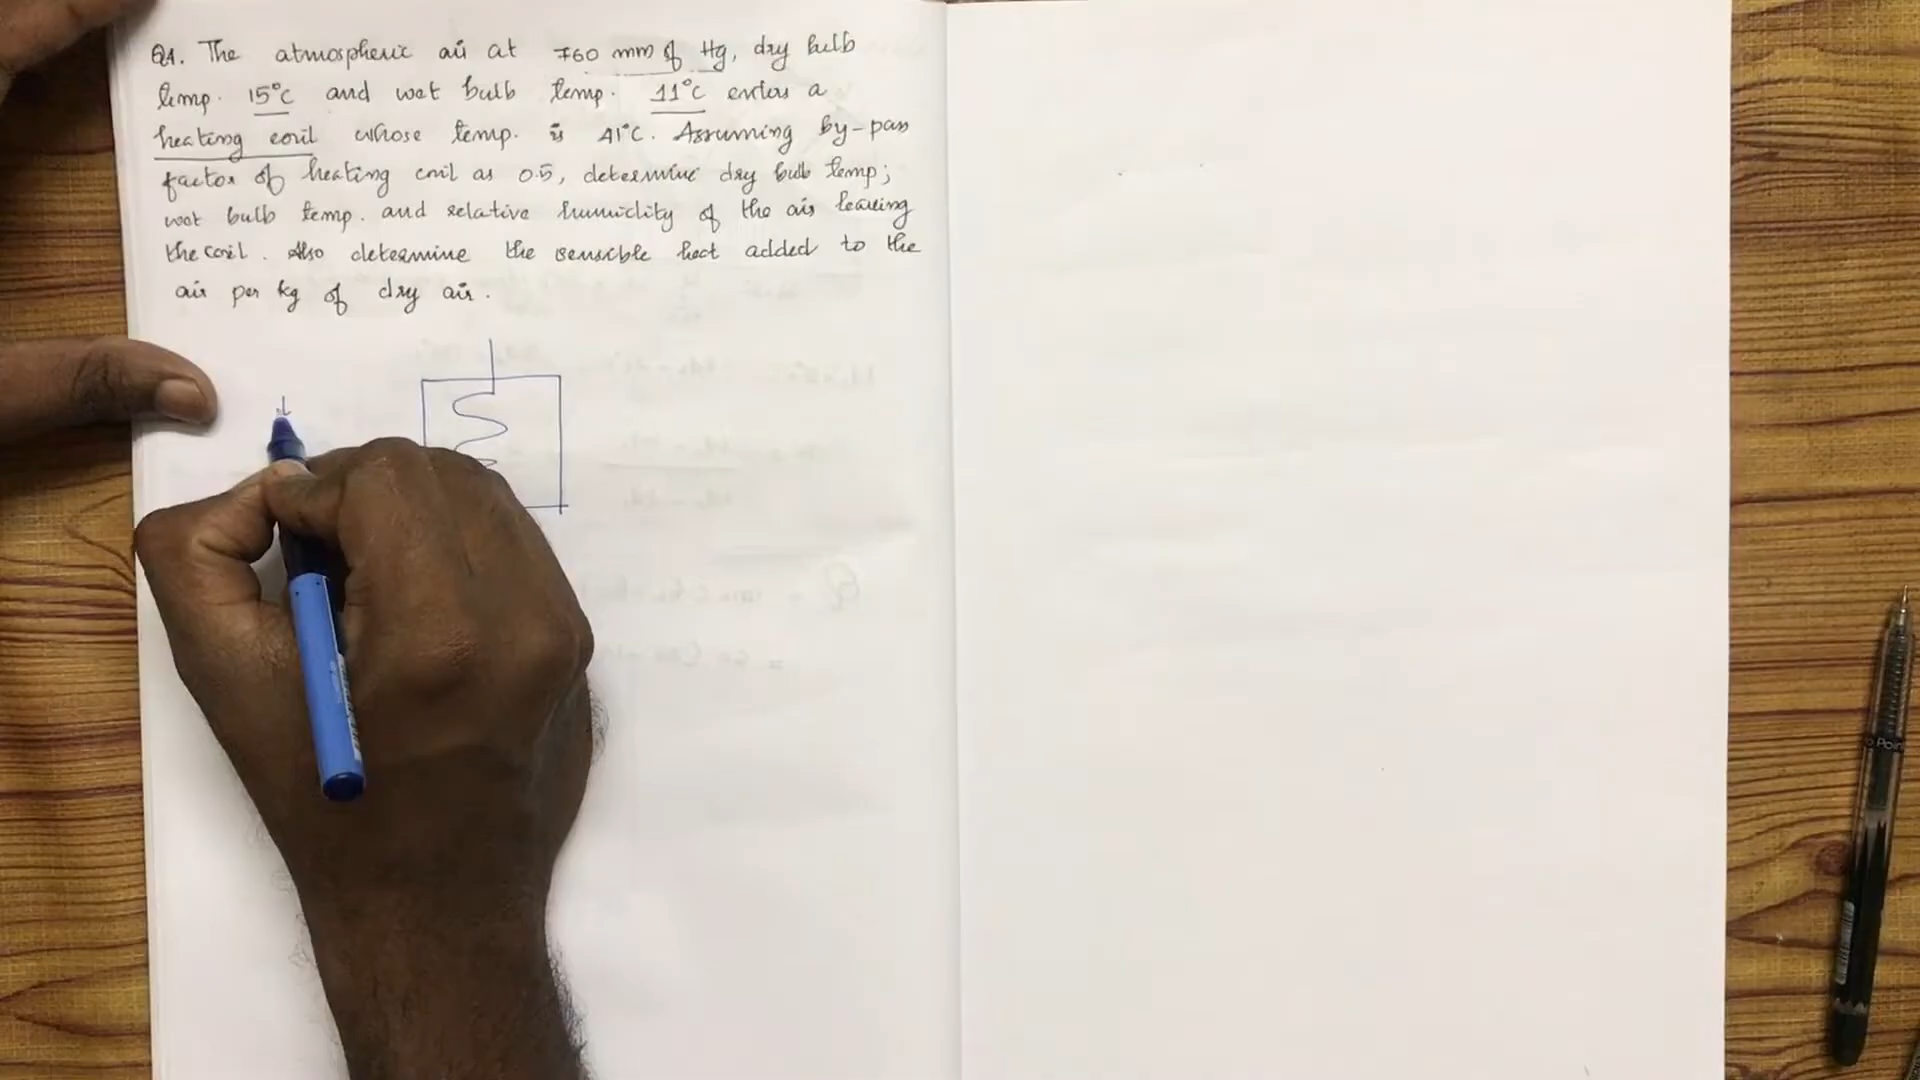 Q1. The atmospheric air at 760 mm of Hg, dry bulb
temp. 15°C and wet bulb temp. 11°C enters a
heating coil whose temp. is 41°C. Assuming by-pass
factor of heating coil as 0.5, determine dry bulb temp;
wet bulb temp. and relative humidity of the air leaving
the coil. Also determine the sensible heat added to the
air per kg of dry air.